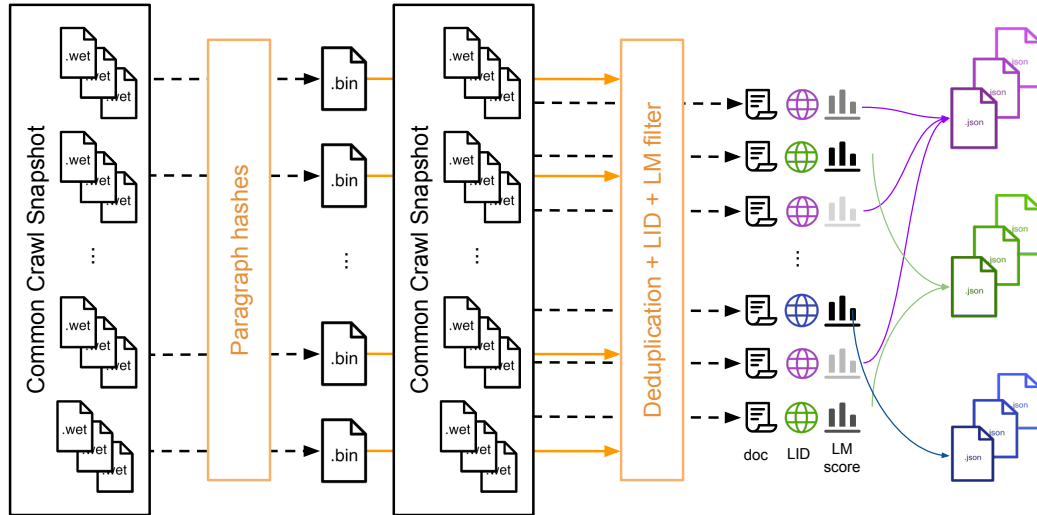 Common Crawl Snapshot
.wet
.wet
.wet
.wet
.wet
.wet
...
.wet
.wet
.wet
.wet
.wet
.wet
.wet
Paragraph hashes
.bin
.bin
...
.bin
.bin
Common Crawl Snapshot
.wet
.wet
.wet
.wet
.wet
.wet
...
.wet
.wet
.wet
.wet
.wet
.wet
.wet
Deduplication + LID + LM filter
...
doc
LID
LM
score
.json
.json
.json
.json
.json
.json
.json
.json
.json